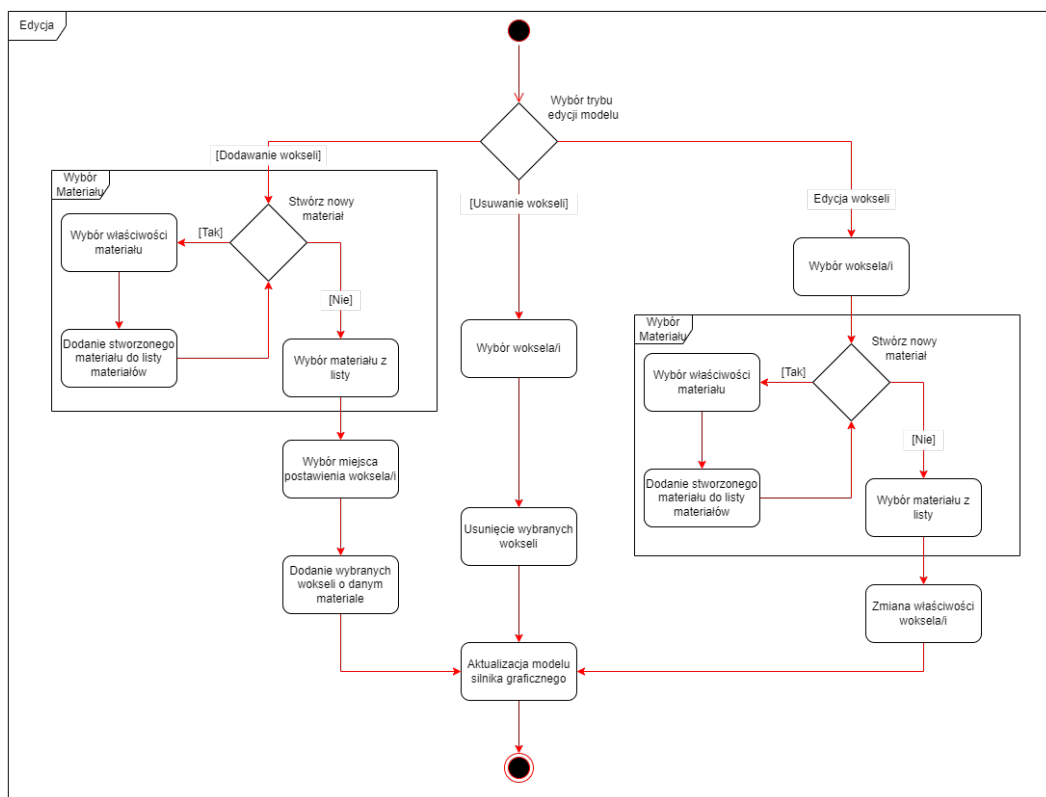 Edycja
Wybór trybu
edycji modelu
[Dodawanie wokseli]
[Usuwanie wokseli]
Edycja wokseli
Wybór
Materiału
Stwórz nowy
materiał
[Tak]
Wybór właściwości
materiału
[Nie]
Dodanie stworzonego
materiału do listy
materiałów
Wybór materiału z
listy
Wybór miejsca
postawienia woksela/i
Dodanie wybranych
wokseli o danym
materiale
Wybór woksela/i
Usunięcie wybranych
wokseli
Wybór woksela/i
Wybór
Materiału
Stwórz nowy
materiał
[Tak]
Wybór właściwości
materiału
[Nie]
Dodanie stworzonego
materiału do listy
materiałów
Wybór materiału z
listy
Zmiana właściwości
woksela/i
Aktualizacja modelu
silnika graficznego